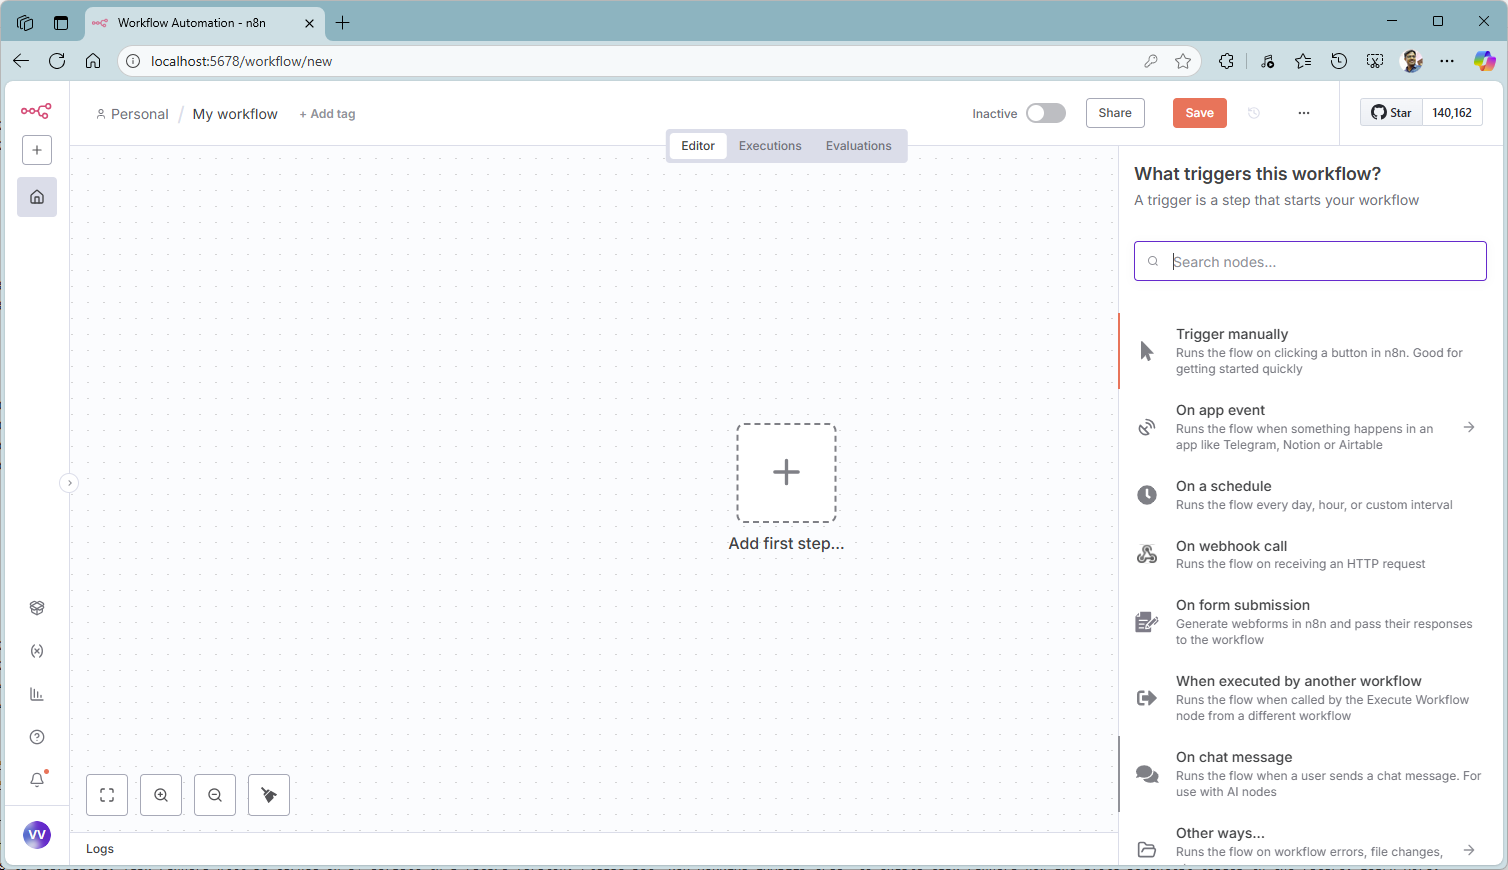 Workflow Automation - n8n
localhost:5678/workflow/new
Personal / My workflow + Add tag
Inactive
Share
Save
Star 140,162
Editor Executions Evaluations
What triggers this workflow?
A trigger is a step that starts your workflow
Search nodes...
Trigger manually
Runs the flow on clicking a button in n8n. Good for
getting started quickly
On app event
Runs the flow when something happens in an
app like Telegram, Notion or Airtable
On a schedule
Runs the flow every day, hour, or custom interval
On webhook call
Runs the flow on receiving an HTTP request
On form submission
Generate webforms in n8n and pass their responses
to the workflow
When executed by another workflow
Runs the flow when called by the Execute Workflow
node from a different workflow
On chat message
Runs the flow when a user sends a chat message. For
use with AI nodes
Other ways...
Runs the flow on workflow errors, file changes,
Add first step...
VV
Logs